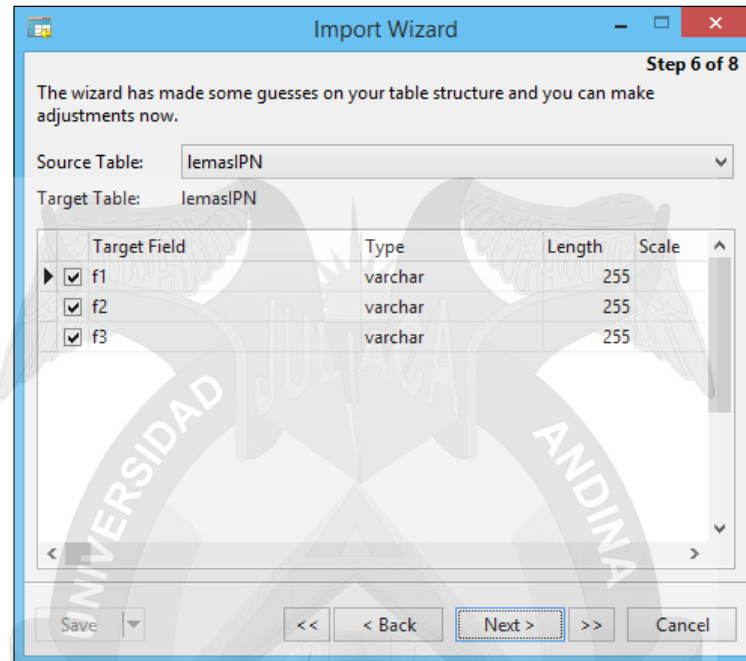 Import Wizard
Step 6 of 8
The wizard has made some guesses on your table structure and you can make
adjustments now.
Source Table: lemasIPN
Target Table: lemasIPN
Target Field Type Length Scale
f1 varchar 255
f2 varchar 255
f3 varchar 255
JULIACA
UNIVERSIDAD ANDINA
Save << < Back Next > >> Cancel